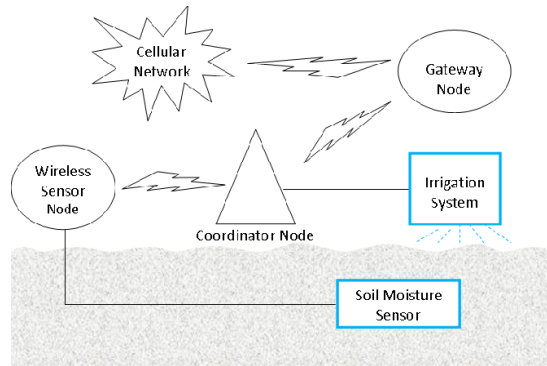 Cellular
Network
Gateway
Node
Wireless
Sensor
Node
Irrigation
System
Coordinator Node
Soil Moisture
Sensor